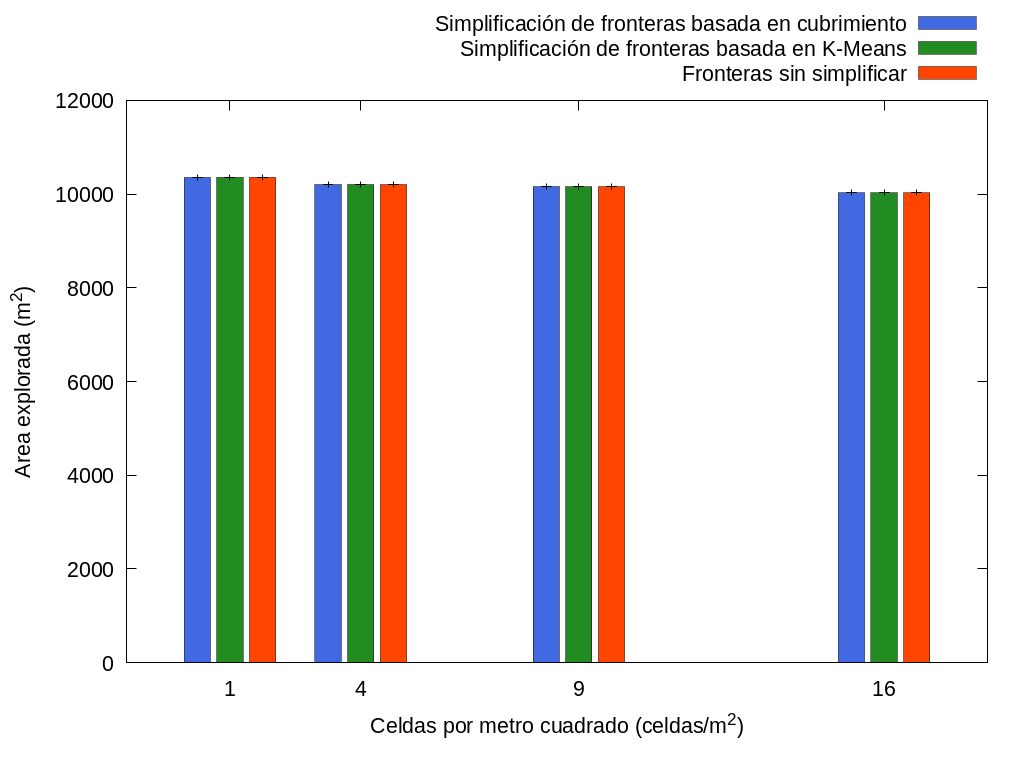 Simplificación de fronteras basada en cubrimiento
Simplificación de fronteras basada en K-Means
Fronteras sin simplificar
12000
10000
8000
6000
4000
2000
0
Area explorada (m²)
1 4 9 16
Celdas por metro cuadrado (celdas/m²)